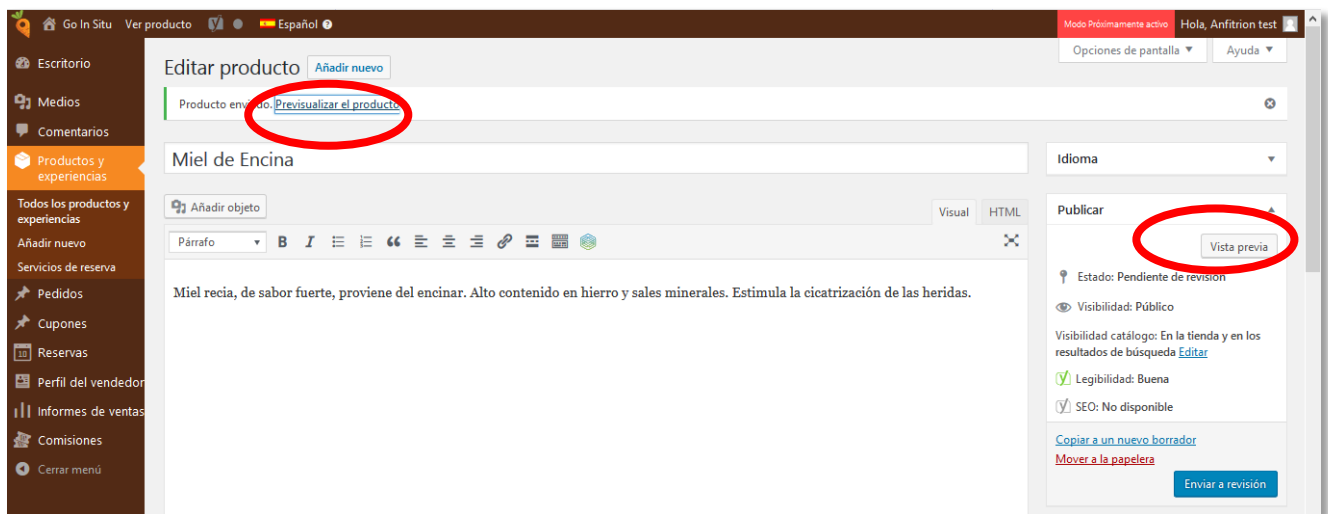 Go In Situ Ver producto Español
Modo Próximamente activo Hola, Anfitrion test
Opciones de pantalla Ayuda
Escritorio
Medios
Comentarios
Productos y
experiencias
Todos los productos y
experiencias
Añadir nuevo
Servicios de reserva
Pedidos
Cupones
10 Reservas
Perfil del vendedor
Informes de ventas
Comisiones
Cerrar menú
Editar producto Añadir nuevo
Producto enviado. Previsualizar el producto
Miel de Encina
Añadir objeto
Visual HTML
Párrafo B I
Miel recia, de sabor fuerte, proviene del encinar. Alto contenido en hierro y sales minerales. Estimula la cicatrización de las heridas.
Idioma
Publicar
Vista previa
Estado: Pendiente de revisión
Visibilidad: Público
Visibilidad catálogo: En la tienda y en los
resultados de búsqueda Editar
Legibilidad: Buena
SEO: No disponible
Copiar a un nuevo borrador
Mover a la papelera
Enviar a revisión